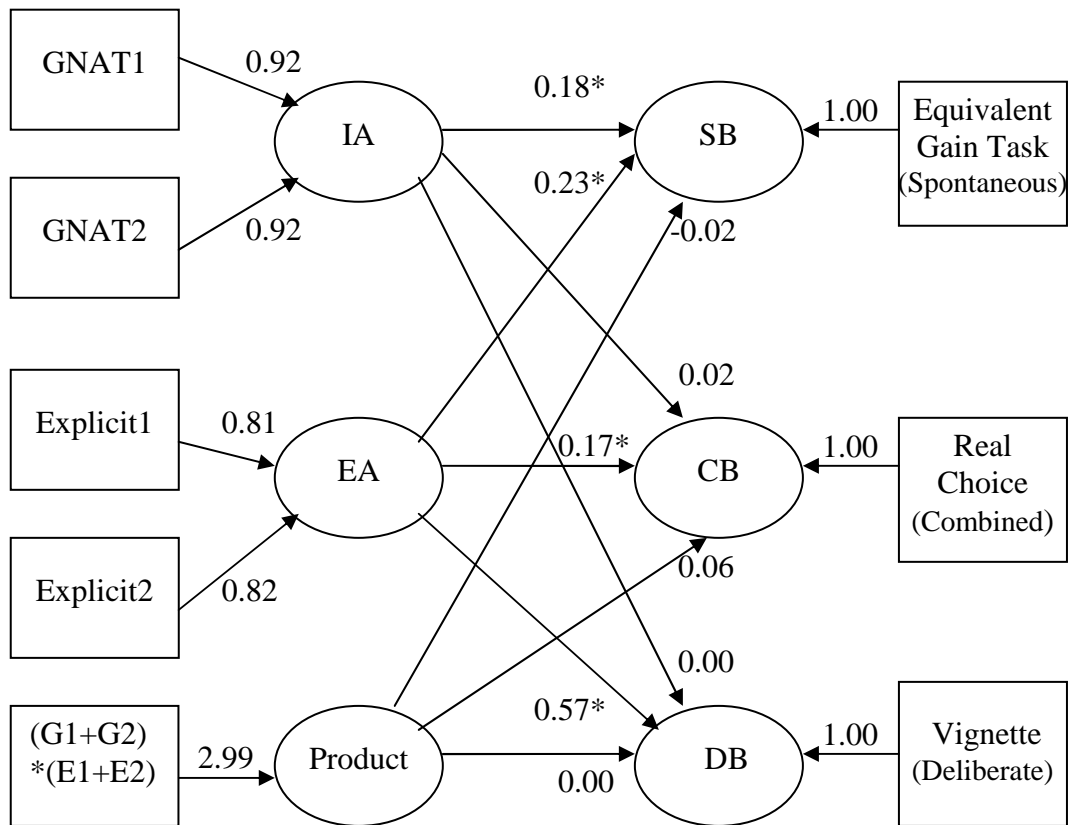 GNAT1
0.92
IA
0.18*
SB
1.00
Equivalent
Gain Task
(Spontaneous)
GNAT2
0.92
0.23*
-0.02
Explicit1
0.81
EA
0.02
0.17*
CB
1.00
Real
Choice
(Combined)
Explicit2
0.82
0.06
0.00
(G1+G2)
*(E1+E2)
2.99
Product
0.57*
0.00
DB
1.00
Vignette
(Deliberate)